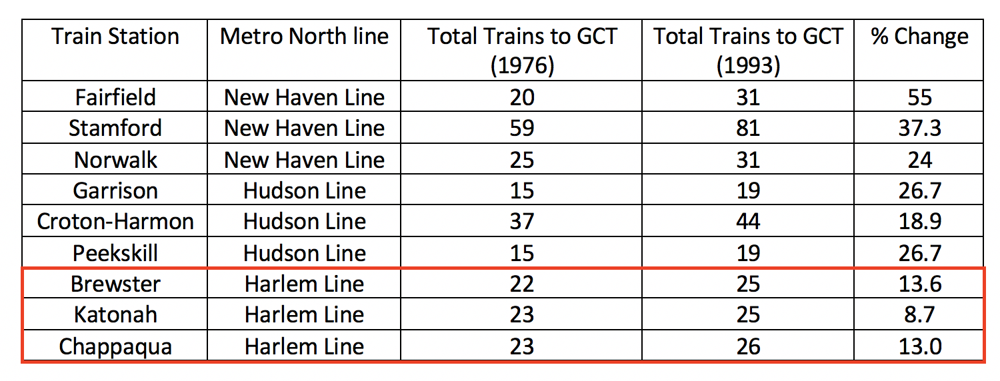 Train Station Metro North line Total Trains to GCT (1976) Total Trains to GCT (1993) % Change
Fairfield New Haven Line 20 31 55
Stamford New Haven Line 59 81 37.3
Norwalk New Haven Line 25 31 24
Garrison Hudson Line 15 19 26.7
Croton-Harmon Hudson Line 37 44 18.9
Peekskill Hudson Line 15 19 26.7
Brewster Harlem Line 22 25 13.6
Katonah Harlem Line 23 25 8.7
Chappaqua Harlem Line 23 26 13.0